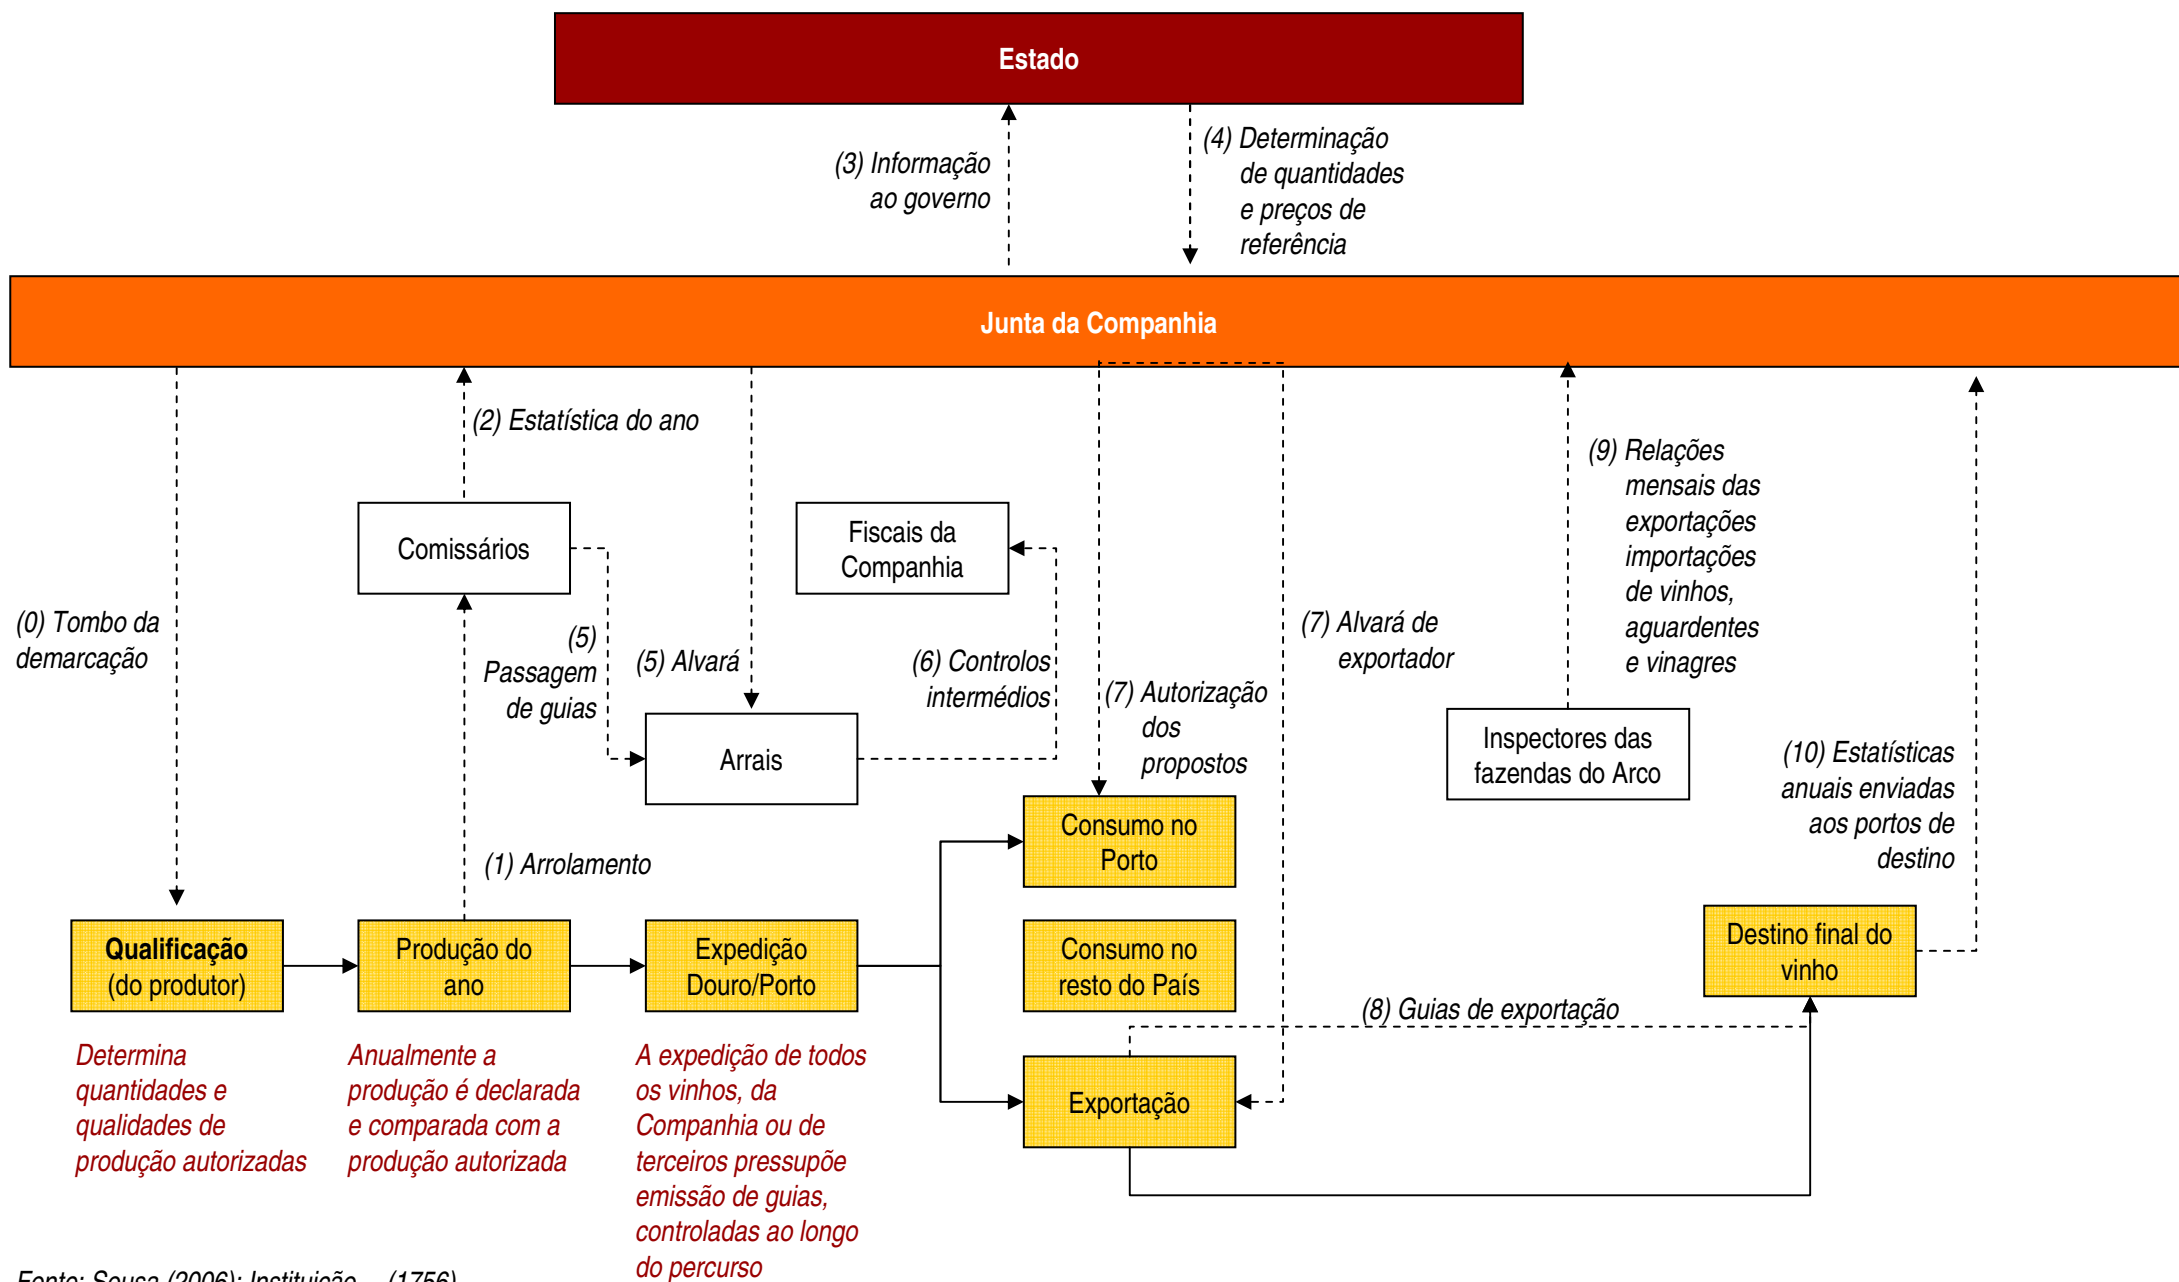 Estado
(3) Informação
ao governo
(4) Determinação
de quantidades
e preços de
referência
Junta da Companhia
(2) Estatística do ano
Comissários
Fiscais da
Companhia
(0) Tombo da
demarcação
(5)
Passagem
de guias
(5) Alvará
(6) Controlos
intermédios
Arrais
(7) Autorização
dos
propostos
(7) Alvará de
exportador
(9) Relações
mensais das
exportações
importações
de vinhos,
aguardentes
e vinagres
Inspectores das
fazendas do Arco
(10) Estatísticas
anuais enviadas
aos portos de
destino
(1) Arrolamento
Consumo no
Porto
Qualificação
(do produtor)
Produção do
ano
Expedição
Douro/Porto
Consumo no
resto do País
Destino final do
vinho
(8) Guias de exportação
Exportação
Determina
quantidades e
qualidades de
produção autorizadas
Anualmente a
produção é declarada
e comparada com a
produção autorizada
A expedição de todos
os vinhos, da
Companhia ou de
terceiros pressupõe
emissão de guias,
controladas ao longo
do percurso
Fonte: Sousa (2006); Instituição... (1756)